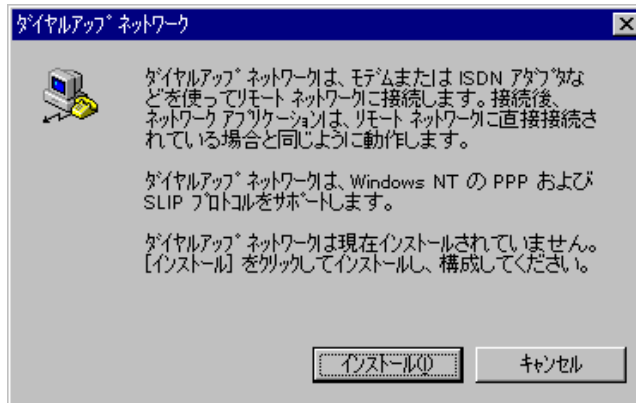 ﾀﾞｲﾔﾙｱｯﾌﾟ ﾈｯﾄﾜｰｸ
ﾀﾞｲﾔﾙｱｯﾌﾟ ﾈｯﾄﾜｰｸは、ﾓﾃﾞﾑまたは ISDN ｱﾀﾞﾌﾟﾀな
どを使ってﾘﾓｰﾄ ﾈｯﾄﾜｰｸに接続します。接続後、
ﾈｯﾄﾜｰｸ ｱﾌﾟﾘｹｰｼｮﾝは、ﾘﾓｰﾄ ﾈｯﾄﾜｰｸに直接接続さ
れている場合と同じように動作します。
ﾀﾞｲﾔﾙｱｯﾌﾟ ﾈｯﾄﾜｰｸは、Windows NT の PPP および
SLIP ﾌﾟﾛﾄｺﾙをｻﾎﾟｰﾄします。
ﾀﾞｲﾔﾙｱｯﾌﾟ ﾈｯﾄﾜｰｸは現在ｲﾝｽﾄｰﾙされていません。
[ｲﾝｽﾄｰﾙ] をｸﾘｯｸしてｲﾝｽﾄｰﾙし、構成してください。
ｲﾝｽﾄｰﾙ(I) ｷｬﾝｾﾙ